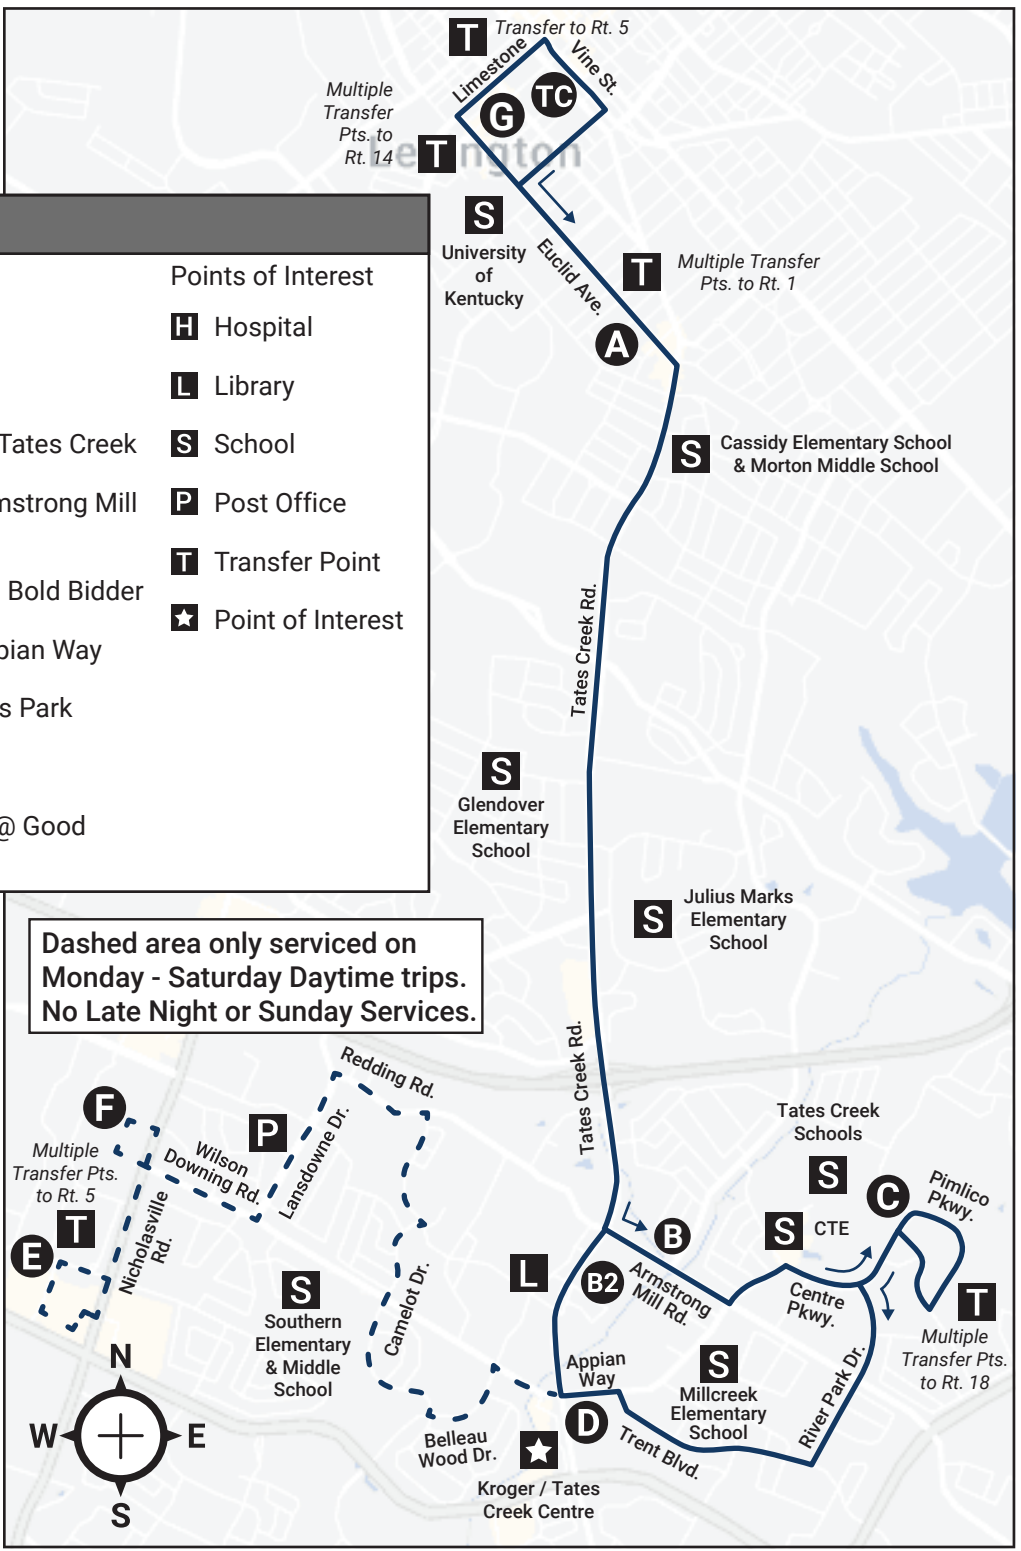 T
Transfer to Rt. 5
Limestone
Vine St.
TC
G
Multiple
Transfer
Pts. to
Rt. 14
T
S
University
of
Kentucky
Euclid Ave.
T
Multiple Transfer
Pts. to Rt. 1
A
Points of Interest
H Hospital
L Library
Tates Creek
S School
mstrong Mill
P Post Office
T Transfer Point
Bold Bidder
Point of Interest
pian Way
s Park
@ Good
S
Cassidy Elementary School
& Morton Middle School
Tates Creek Rd.
S
Glendover
Elementary
School
S
Julius Marks
Elementary
School
Dashed area only serviced on
Monday - Saturday Daytime trips.
No Late Night or Sunday Services.
Tates Creek Rd.
Redding Rd.
F
P
Multiple
Transfer Pts.
to Rt. 5
T
E
Wilson
Downing Rd.
Lansdowne Dr.
Nicholasville
Rd.
S
Southern
Elementary
& Middle
School
Camelot Dr.
Tates Creek
Schools
S
C
Pimlico
Pkwy.
S
CTE
B
L
B2
Armstrong
Mill Rd.
Centre
Pkwy.
T
Multiple
Transfer Pts.
to Rt. 18
Appian
Way
S
Millcreek
Elementary
School
River Park Dr.
D
Trent Blvd.
Belleau
Wood Dr.
Kroger / Tates
Creek Centre
N
W
E
S